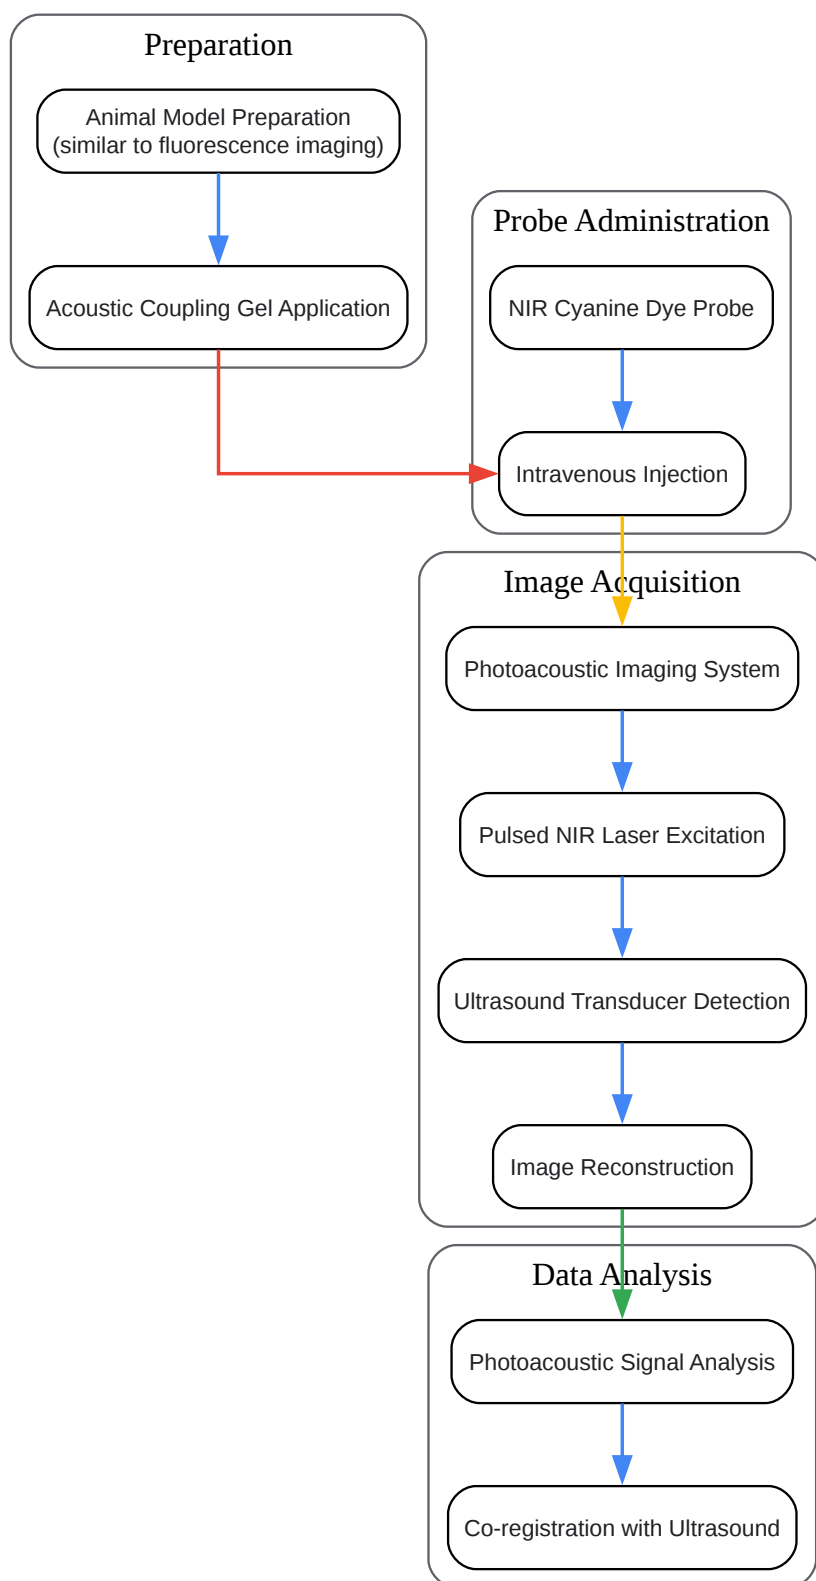 Preparation
Animal Model Preparation
(similar to fluorescence imaging)
Acoustic Coupling Gel Application
Probe Administration
NIR Cyanine Dye Probe
Intravenous Injection
Image Acquisition
Photoacoustic Imaging System
Pulsed NIR Laser Excitation
Ultrasound Transducer Detection
Image Reconstruction
Data Analysis
Photoacoustic Signal Analysis
Co-registration with Ultrasound